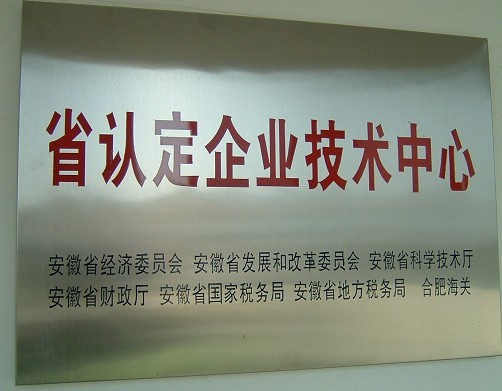 省认定企业技术中心
安徽省经济委员会 安徽省发展和改革委员会 安徽省科学技术厅
安徽省财政厅 安徽省国家税务局 安徽省地方税务局 合肥海关